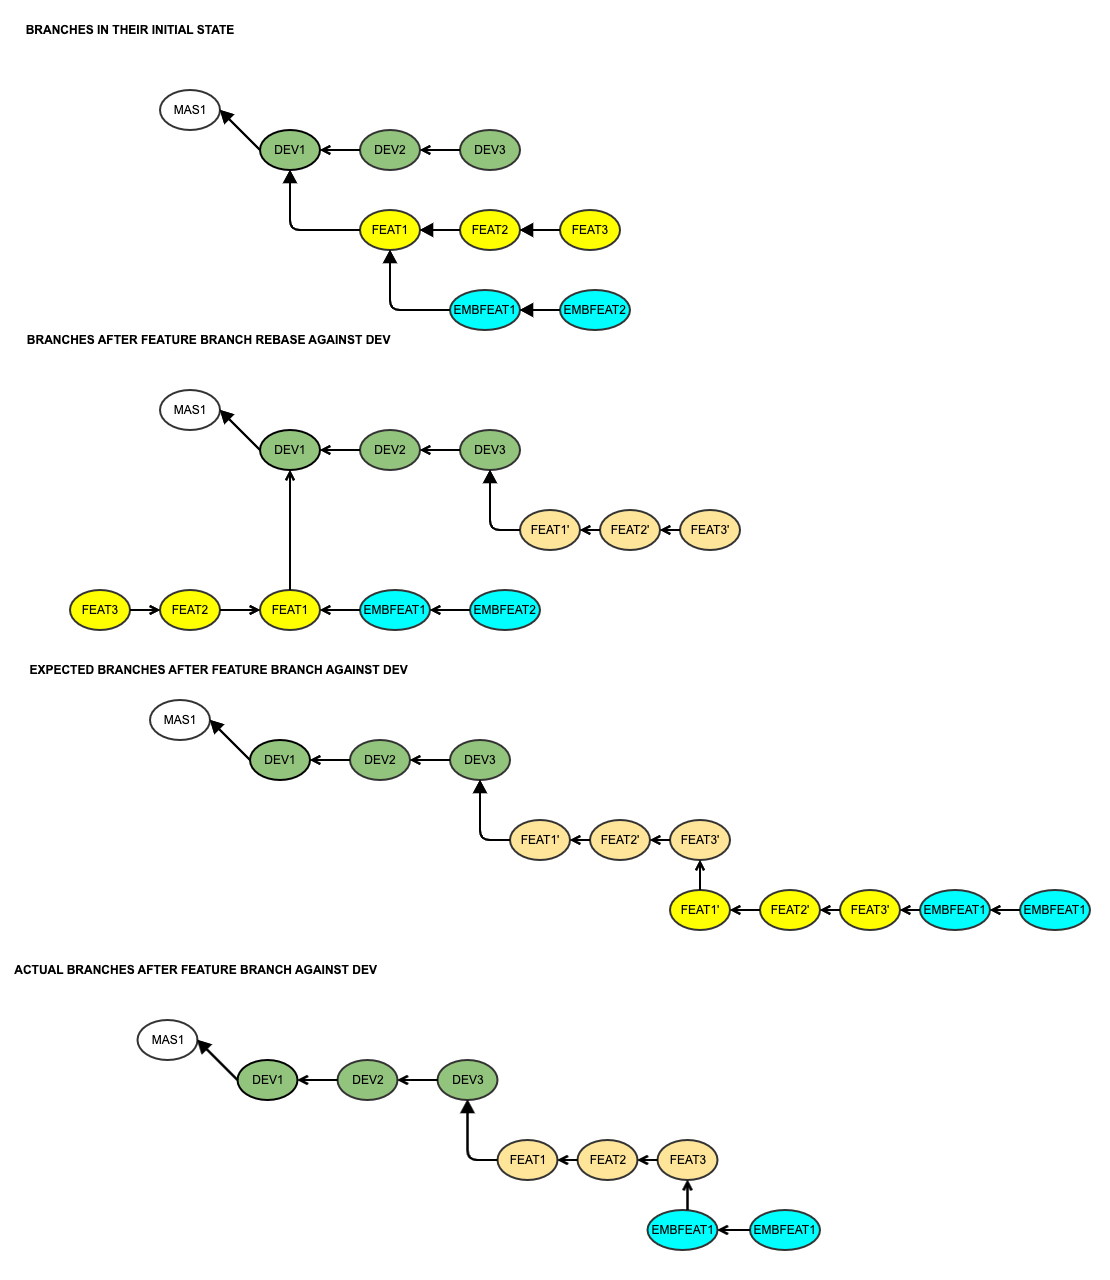 BRANCHES IN THEIR INITIAL STATE
MAS1
DEV1 DEV2 DEV3
FEAT1 FEAT2 FEAT3
EMBFEAT1 EMBFEAT2
BRANCHES AFTER FEATURE BRANCH REBASE AGAINST DEV
MAS1
DEV1 DEV2 DEV3
FEAT1' FEAT2' FEAT3'
FEAT3 FEAT2 FEAT1 EMBFEAT1 EMBFEAT2
EXPECTED BRANCHES AFTER FEATURE BRANCH AGAINST DEV
MAS1
DEV1 DEV2 DEV3
FEAT1' FEAT2' FEAT3'
FEAT1' FEAT2' FEAT3' EMBFEAT1 EMBFEAT1
ACTUAL BRANCHES AFTER FEATURE BRANCH AGAINST DEV
MAS1
DEV1 DEV2 DEV3
FEAT1 FEAT2 FEAT3
EMBFEAT1 EMBFEAT1